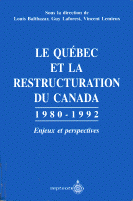 Sous la direction de
Louis Balthazar, Guy Laforest, Vincent Lemieux
LE QUÉBEC
ET LA
RESTRUCTURATION
DU CANADA
1980-1992
Enjeux et perspectives
septentrion